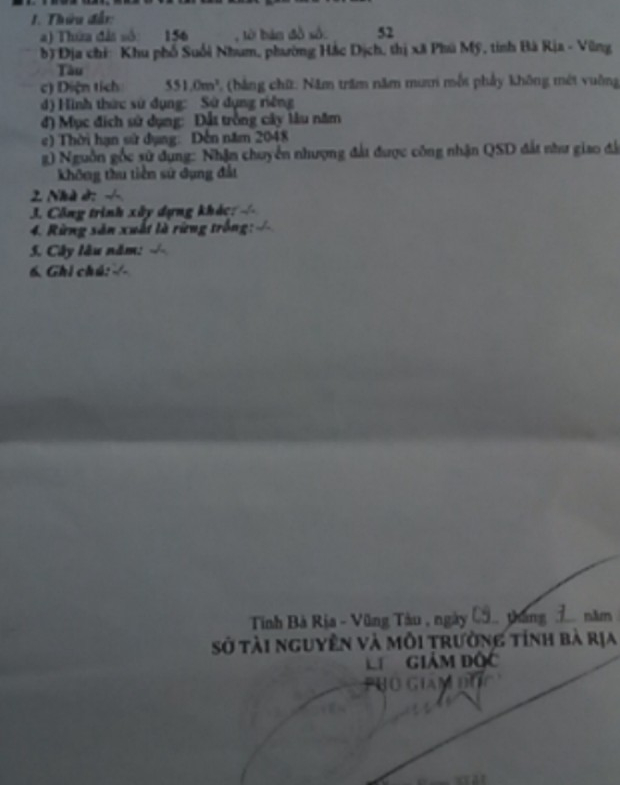 1. Thửa đất:
a) Thửa đất số: 156 , tờ bản đồ số: 52
b) Địa chỉ: Khu phố Suối Nhum, phường Hắc Dịch, thị xã Phú Mỹ, tỉnh Bà Rịa - Vũng
Tàu
c) Diện tích: 551,0m², (bằng chữ: Năm trăm năm mươi mốt phẩy không mét vuông
d) Hình thức sử dụng: Sử dụng riêng
đ) Mục đích sử dụng: Đất trồng cây lâu năm
e) Thời hạn sử dụng: Đến năm 2048
g) Nguồn gốc sử dụng: Nhận chuyển nhượng đất được công nhận QSD đất như giao đấ
không thu tiền sử dụng đất
2. Nhà ở: -/-.
3. Công trình xây dựng khác: -/-.
4. Rừng sản xuất là rừng trồng: -/-.
5. Cây lâu năm: -/-.
6. Ghi chú: -/-.
Tỉnh Bà Rịa - Vũng Tàu , ngày 09 tháng 7 năm
SỞ TÀI NGUYÊN VÀ MÔI TRƯỜNG TỈNH BÀ RỊA
KT GIÁM ĐỐC
PHÓ GIÁM ĐỐC